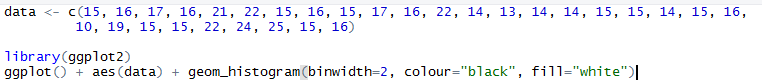 data <- c(15, 16, 17, 16, 21, 22, 15, 16, 15, 17, 16, 22, 14, 13, 14, 14, 15, 15, 14, 15, 16,
10, 19, 15, 15, 22, 24, 25, 15, 16)
library(ggplot2)
ggplot() + aes(data) + geom_histogram(binwidth=2, colour="black", fill="white")